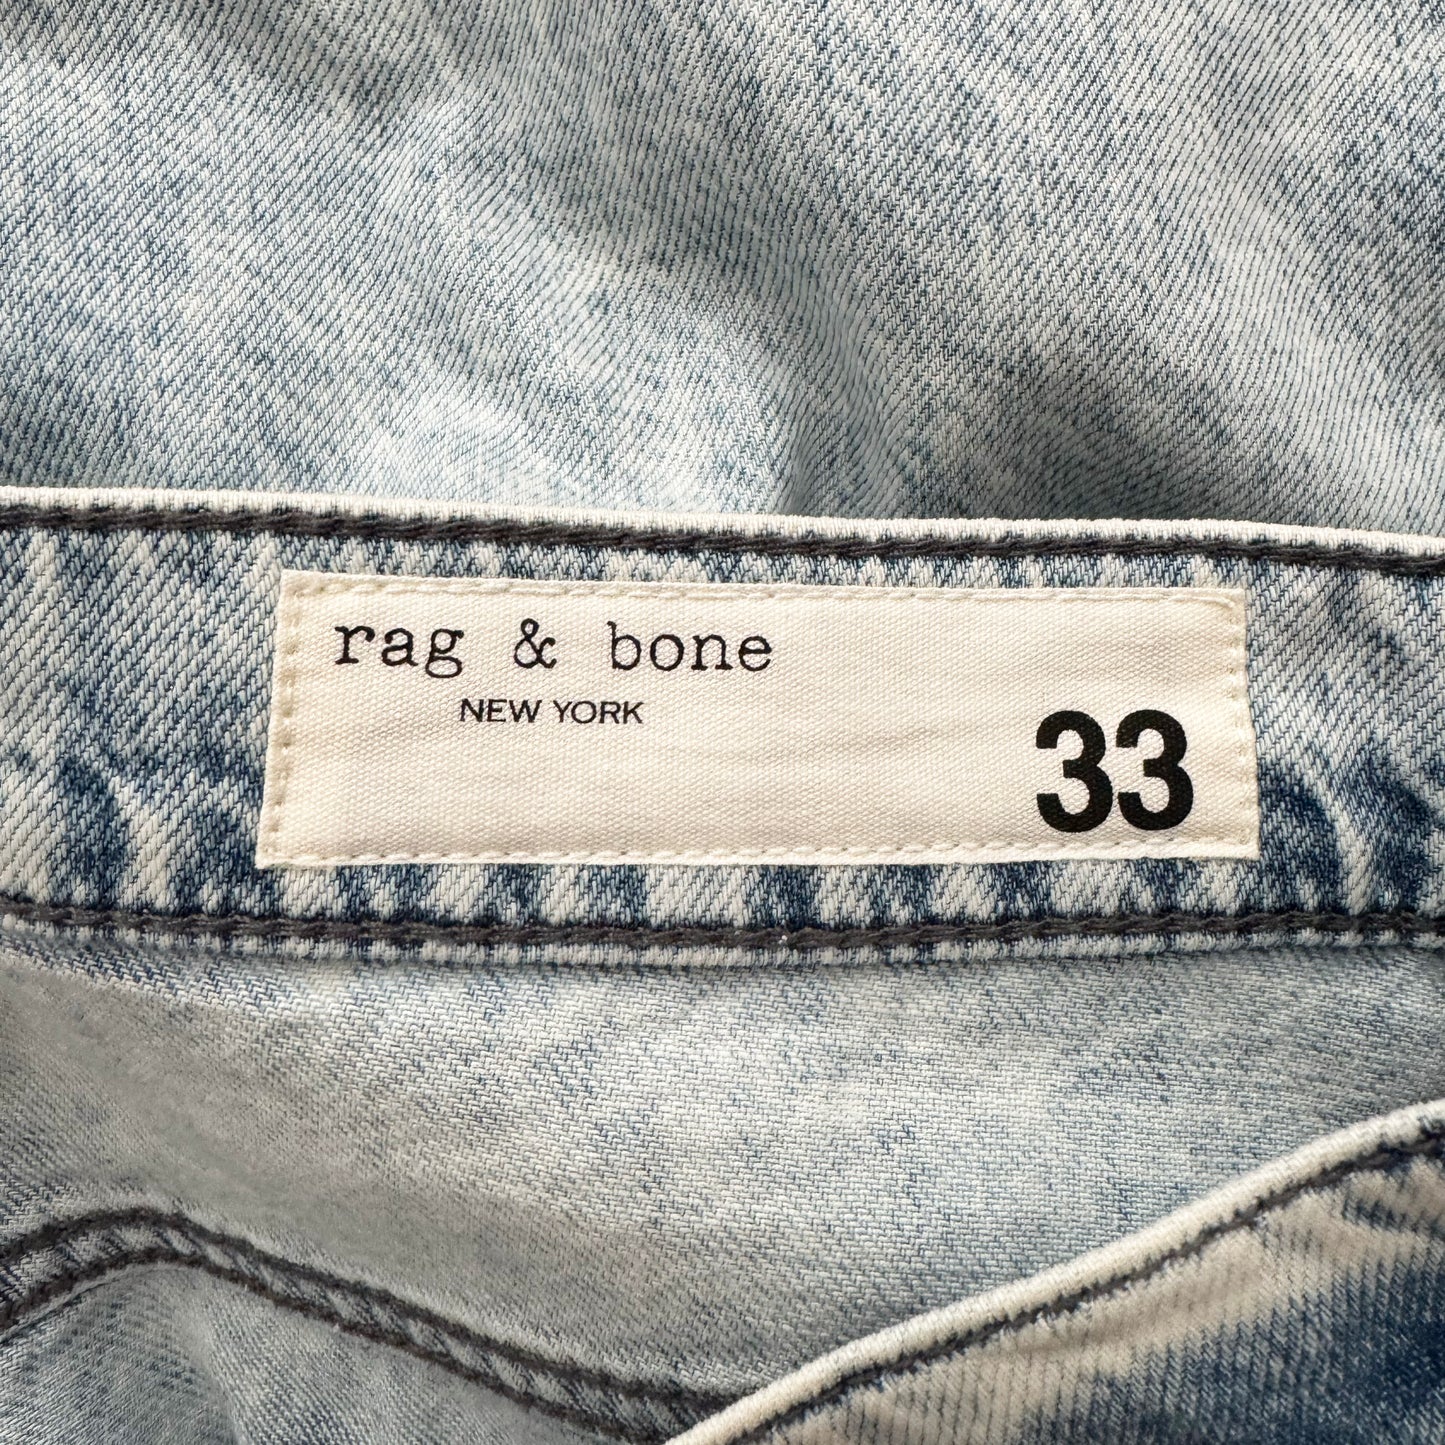 rag & bone
NEW YORK
33